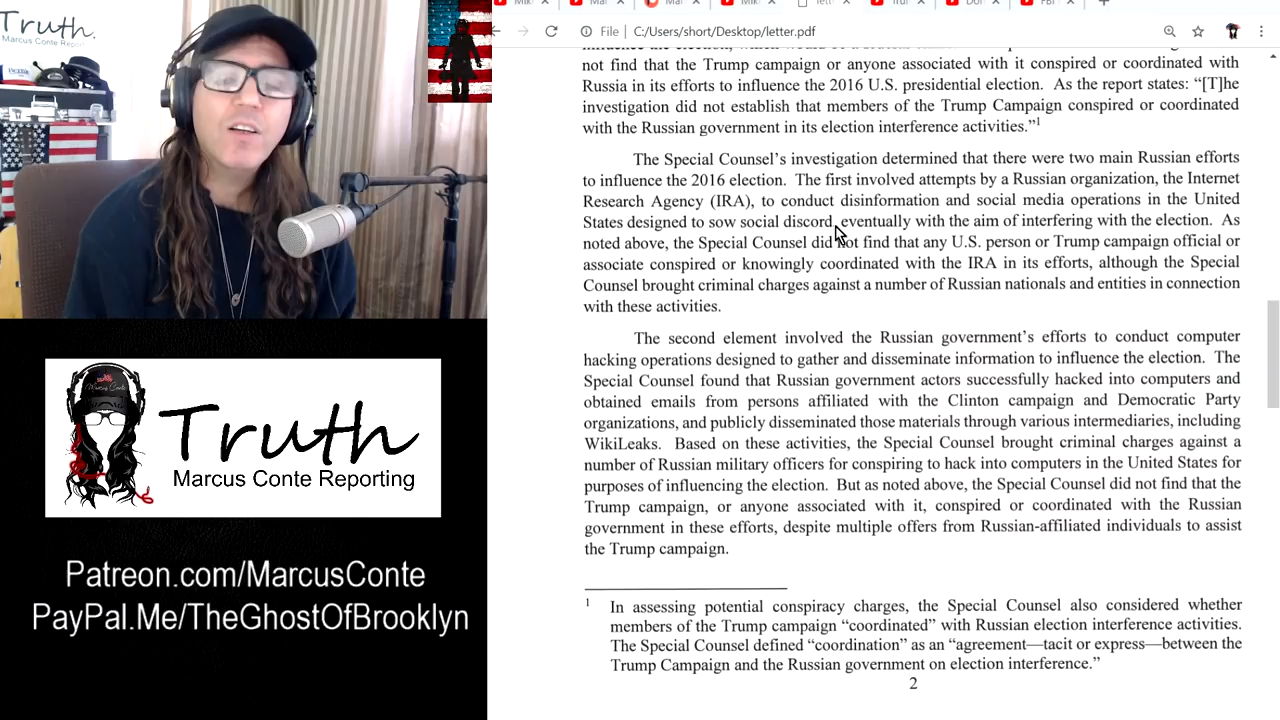 Truth.
Marcus Conte Report
File
C:/Users/short/Desktop/letter.pdf
not find that the Trump campaign or anyone associated with it conspired or coordinated with
Russia in its efforts to influence the 2016 U.S. presidential election. As the report states: “[T]he
investigation did not establish that members of the Trump Campaign conspired or coordinated
with the Russian government in its election interference activities.”1
The Special Counsel’s investigation determined that there were two main Russian efforts
to influence the 2016 election. The first involved attempts by a Russian organization, the Internet
Research Agency (IRA), to conduct disinformation and social media operations in the United
States designed to sow social discord, eventually with the aim of interfering with the election. As
noted above, the Special Counsel did not find that any U.S. person or Trump campaign official or
associate conspired or knowingly coordinated with the IRA in its efforts, although the Special
Counsel brought criminal charges against a number of Russian nationals and entities in connection
with these activities.
The second element involved the Russian government’s efforts to conduct computer
hacking operations designed to gather and disseminate information to influence the election. The
Special Counsel found that Russian government actors successfully hacked into computers and
obtained emails from persons affiliated with the Clinton campaign and Democratic Party
organizations, and publicly disseminated those materials through various intermediaries, including
WikiLeaks. Based on these activities, the Special Counsel brought criminal charges against a
number of Russian military officers for conspiring to hack into computers in the United States for
purposes of influencing the election. But as noted above, the Special Counsel did not find that the
Trump campaign, or anyone associated with it, conspired or coordinated with the Russian
government in these efforts, despite multiple offers from Russian-affiliated individuals to assist
the Trump campaign.
1 In assessing potential conspiracy charges, the Special Counsel also considered whether
members of the Trump campaign “coordinated” with Russian election interference activities.
The Special Counsel defined “coordination” as an “agreement—tacit or express—between the
Trump Campaign and the Russian government on election interference.”
2
Marcus Conte
Truth
Marcus Conte Reporting
Patreon.com/MarcusConte
PayPal.Me/TheGhostOfBrooklyn